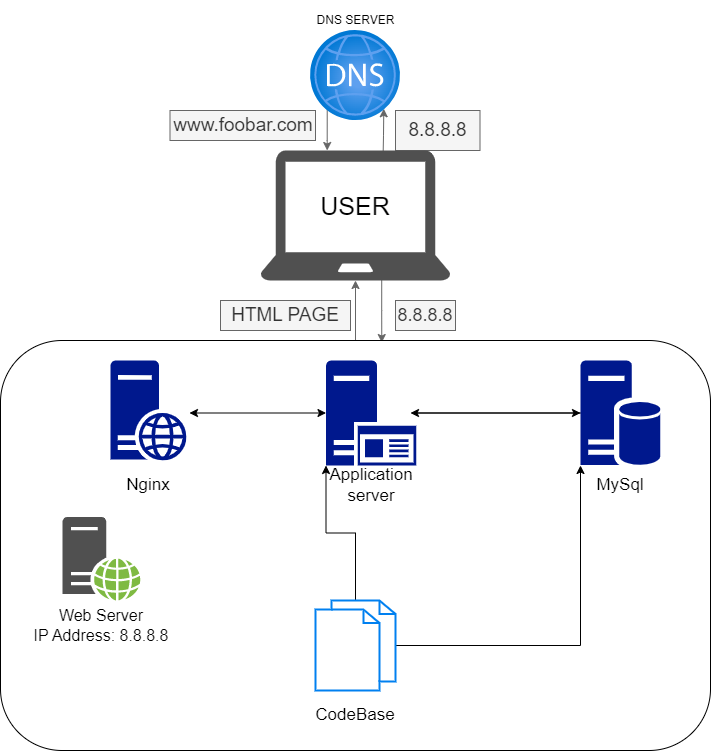 DNS SERVER
DNS
www.foobar.com
8.8.8.8
USER
HTML PAGE
8.8.8.8
Nginx
Application
server
MySql
Web Server
IP Address: 8.8.8.8
CodeBase